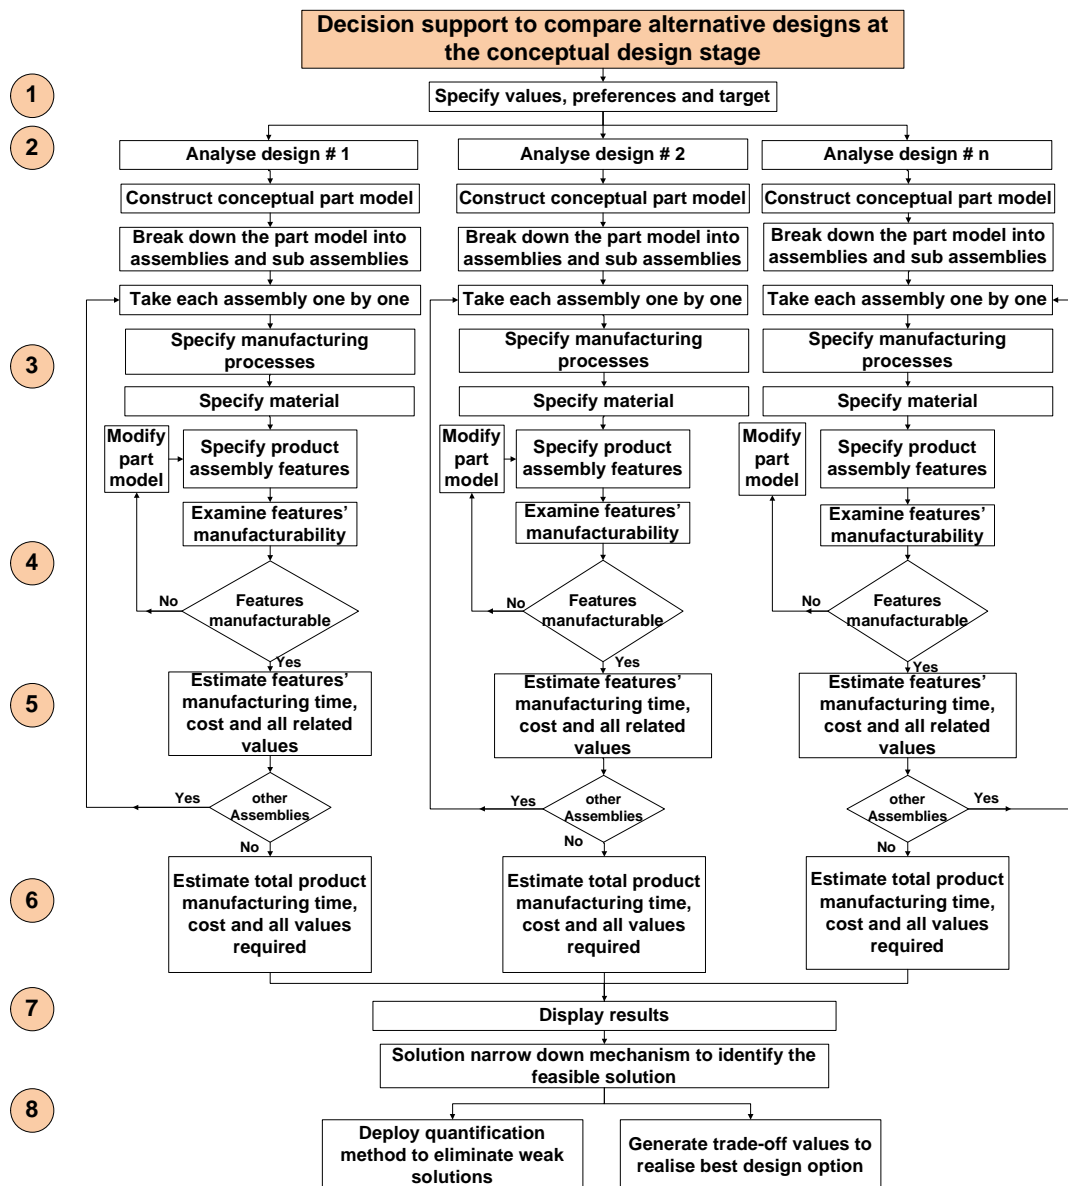 Decision support to compare alternative designs at
the conceptual design stage
1
Specify values, preferences and target
2
Analyse design # 1
Analyse design # 2
Analyse design # n
Construct conceptual part model
Construct conceptual part model
Construct conceptual part model
Break down the part model into
assemblies and sub assemblies
Break down the part model into
assemblies and sub assemblies
Break down the part model into
assemblies and sub assemblies
Take each assembly one by one
Take each assembly one by one
Take each assembly one by one
3
Specify manufacturing
processes
Specify manufacturing
processes
Specify manufacturing
processes
Specify material
Specify material
Specify material
Modify
part
model
Specify product
assembly features
Modify
part
model
Specify product
assembly features
Modify
part
model
Specify product
assembly features
Examine features’
manufacturability
Examine features’
manufacturability
Examine features’
manufacturability
4
No
Features
manufacturable
No
Features
manufacturable
No
Features
manufacturable
Yes
Yes
Yes
5
Estimate features’
manufacturing time,
cost and all related
values
Estimate features’
manufacturing time,
cost and all related
values
Estimate features’
manufacturing time,
cost and all related
values
Yes
other
Assemblies
Yes
other
Assemblies
other
Assemblies
Yes
No
No
No
6
Estimate total product
manufacturing time,
cost and all values
required
Estimate total product
manufacturing time,
cost and all values
required
Estimate total product
manufacturing time,
cost and all values
required
7
Display results
Solution narrow down mechanism to identify the
feasible solution
8
Deploy quantification
method to eliminate weak
solutions
Generate trade-off values to
realise best design option